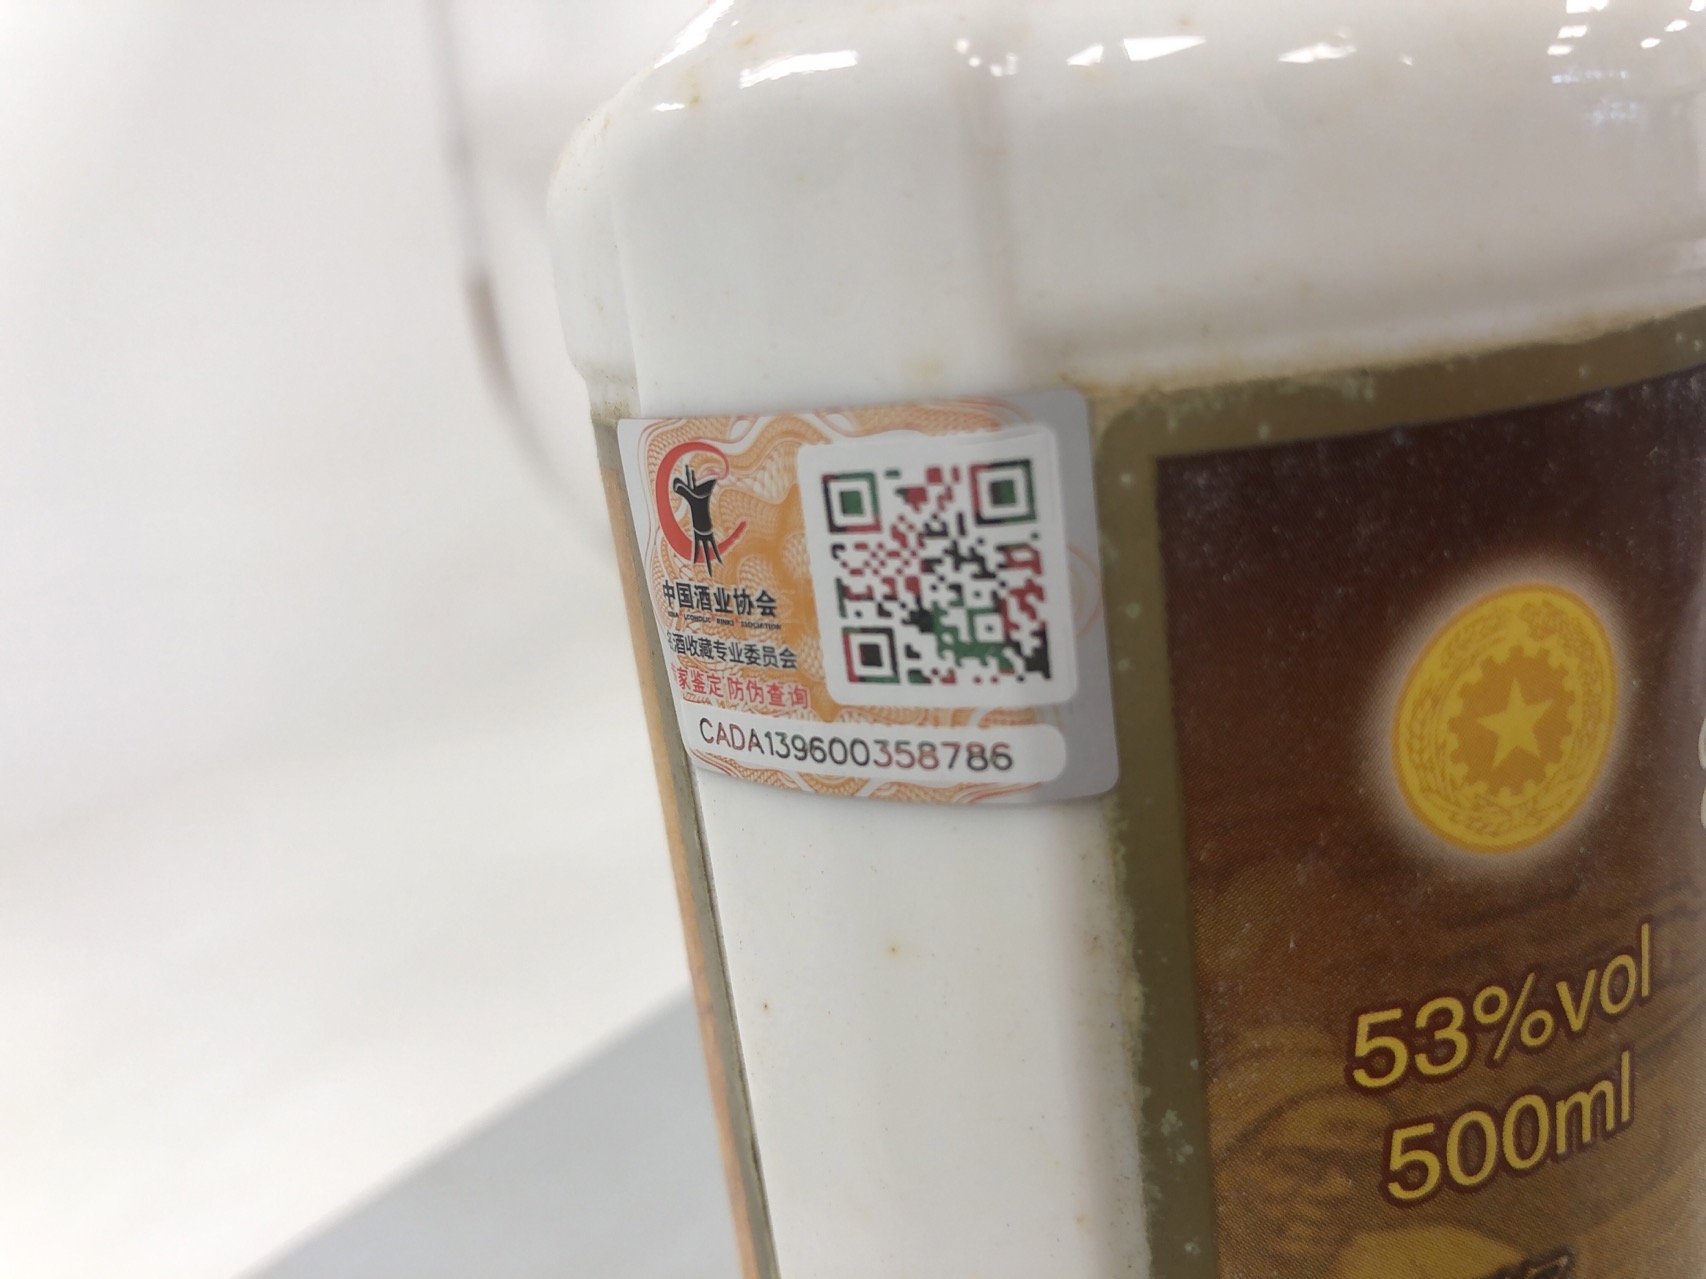 中国酒业协会
名酒收藏专业委员会
家鉴定 防伪查询
CADA139600358786
53%vol
500ml